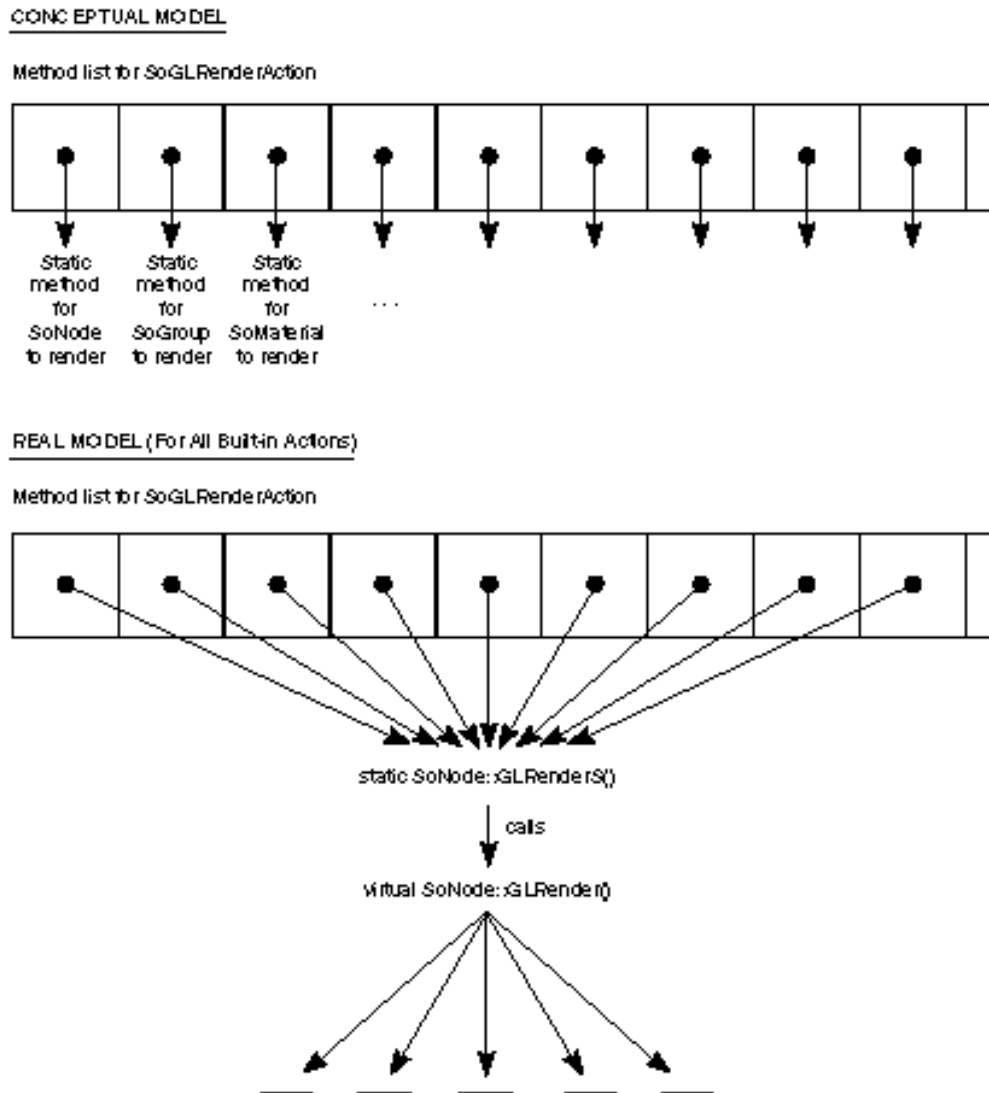 CONCEPTUAL MODEL
Method list for SoGLRenderAction
Static method for SoNode to render
Static method for SoGroup to render
Static method for SoMaterial to render
. . .
REAL MODEL (For All Built-in Actions)
Method list for SoGLRenderAction
static SoNode::GLRenderS()
calls
virtual SoNode::GLRender()